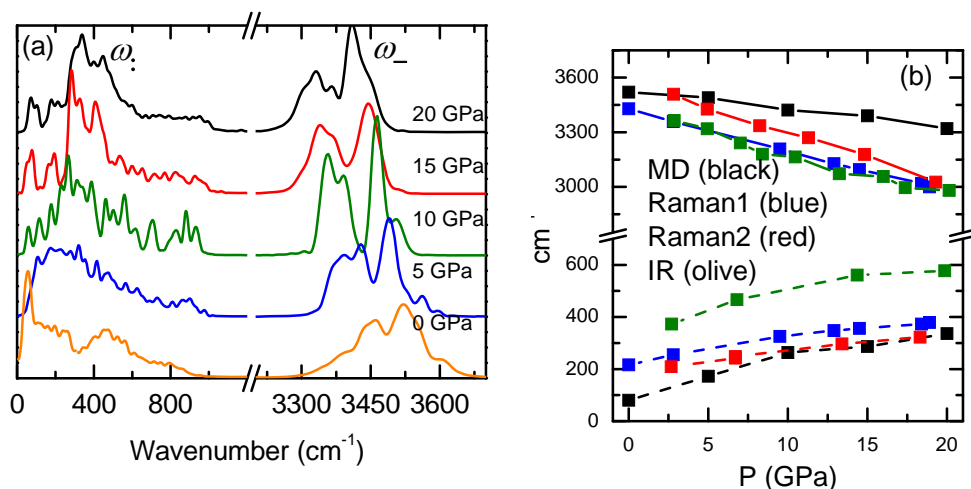 (a)
ω:
ω–
20 GPa
15 GPa
10 GPa
5 GPa
0 GPa
0 400 800 3300 3450 3600
Wavenumber (cm-1)
(b)
3600
3300
3000
600
400
200
0
cm-
MD (black)
Raman1 (blue)
Raman2 (red)
IR (olive)
0 5 10 15 20
P (GPa)